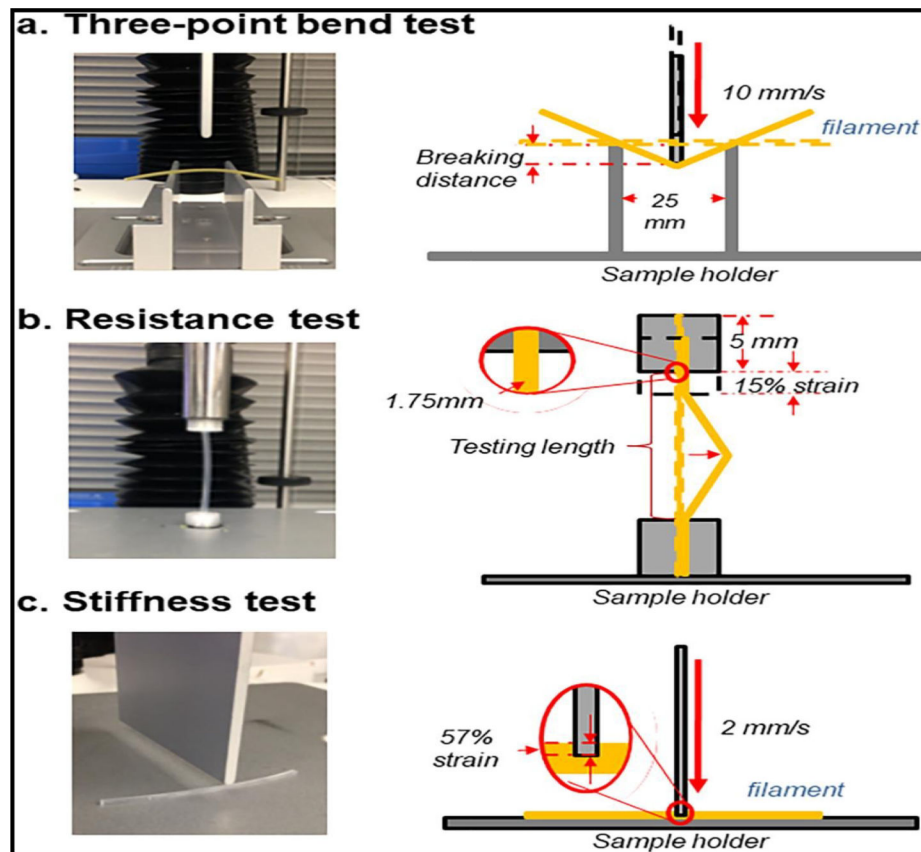 a. Three-point bend test
10 mm/s
filament
Breaking
distance
25
mm
Sample holder
b. Resistance test
5 mm
15% strain
1.75mm
Testing length
Sample holder
c. Stiffness test
57%
strain
2 mm/s
filament
Sample holder